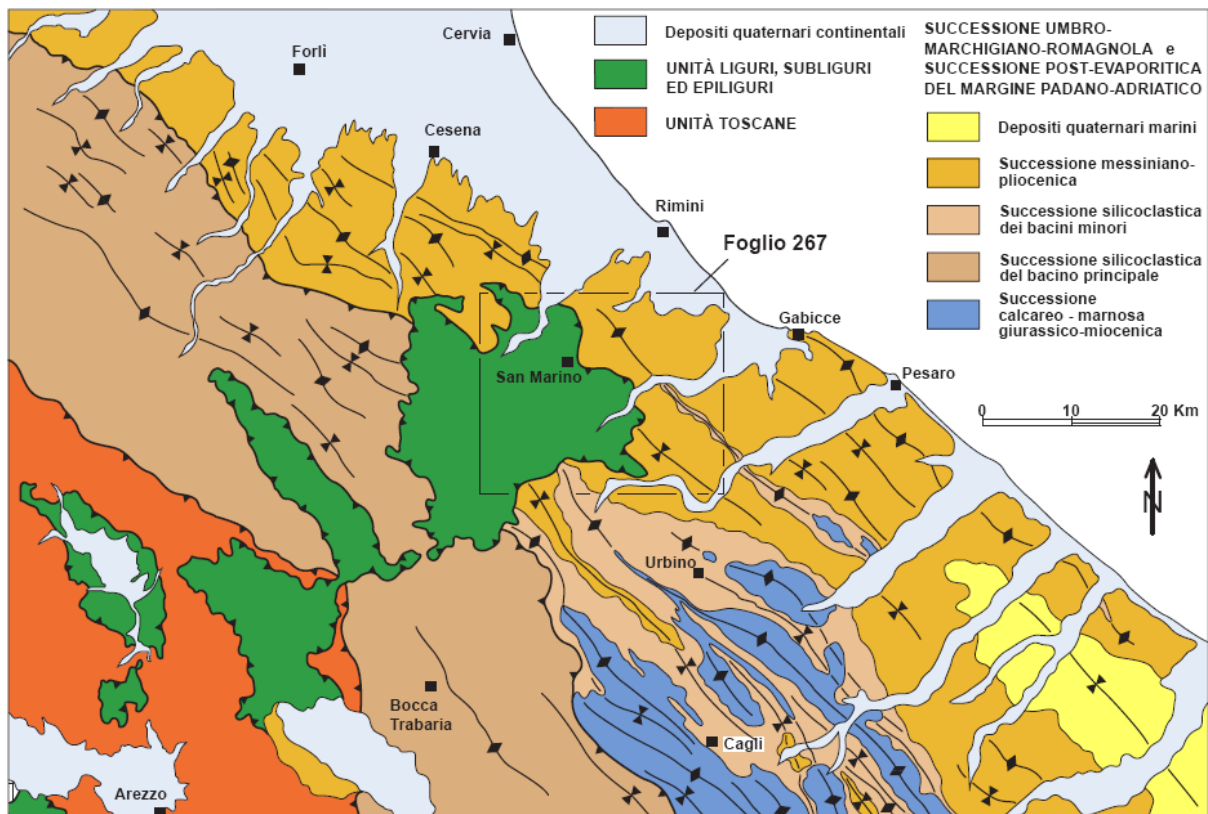 Depositi quaternari continentali
UNITÀ LIGURI, SUBLIGURI
ED EPILIGURI
UNITÀ TOSCANE
SUCCESSIONE UMBRO-
MARCHIGIANO-ROMAGNOLA e
SUCCESSIONE POST-EVAPORITICA
DEL MARGINE PADANO-ADRIATICO
Depositi quaternari marini
Successione messiniano-
pliocenica
Successione silicoclastica
dei bacini minori
Successione silicoclastica
del bacino principale
Successione
calcareo - marnosa
giurassico-miocenica
0 10 20 Km
N
Cervia
Forlì
Cesena
Rimini
Foglio 267
Gabicce
San Marino
Pesaro
Urbino
Bocca
Trabaria
Cagli
Arezzo